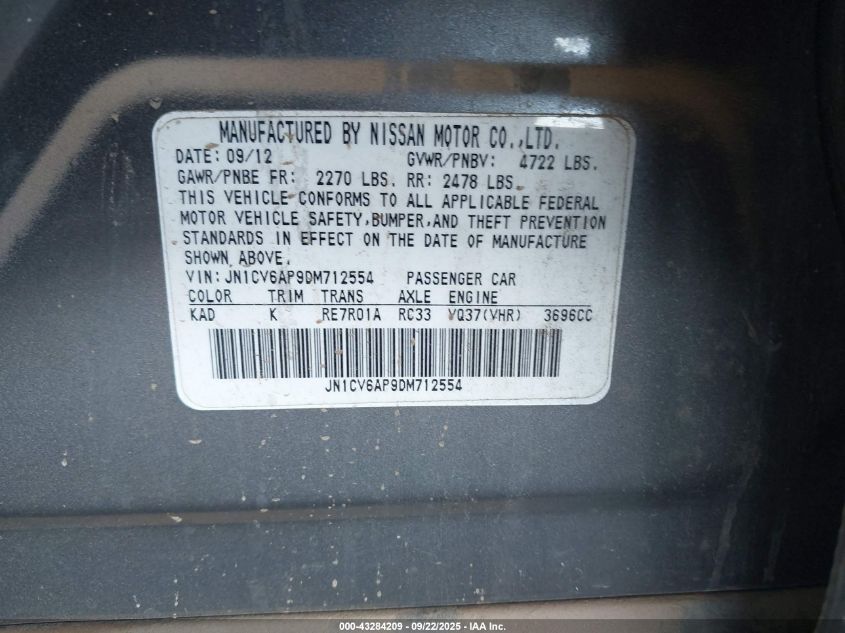 MANUFACTURED BY NISSAN MOTOR CO.,LTD.
DATE: 09/12 GVWR/PNBV: 4722 LBS.
GAWR/PNBE FR: 2270 LBS. RR: 2478 LBS.
THIS VEHICLE CONFORMS TO ALL APPLICABLE FEDERAL
MOTOR VEHICLE SAFETY,BUMPER,AND THEFT PREVENTION
STANDARDS IN EFFECT ON THE DATE OF MANUFACTURE
SHOWN ABOVE.
VIN:JN1CV6AP9DM712554 PASSENGER CAR
COLOR TRIM TRANS AXLE ENGINE
KAD K RE7R01A RC33 VQ37(VHR) 3696CC
JN1CV6AP9DM712554
000-43284209 - 09/22/2025 - IAA Inc.